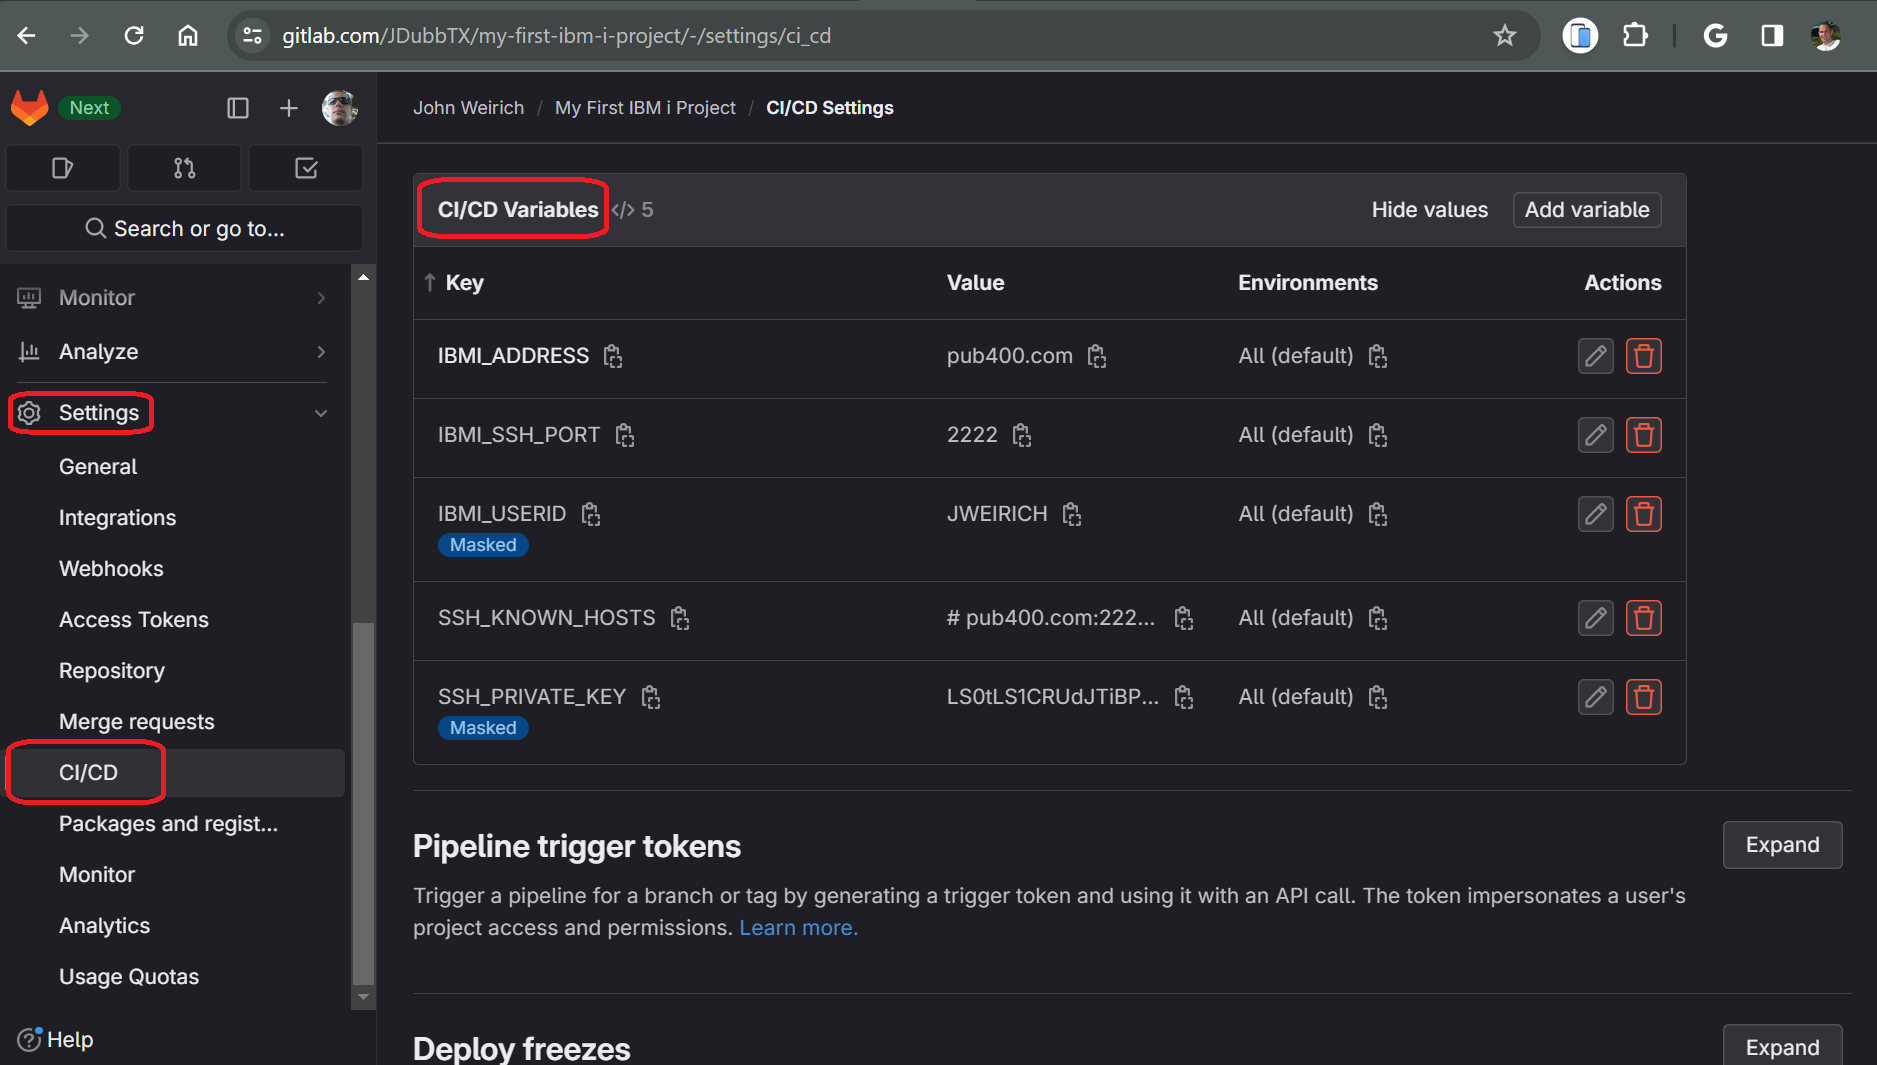 gitlab.com/JDubbTX/my-first-ibm-i-project/-/settings/ci_cd
Next
Search or go to...
Monitor
Analyze
Settings
General
Integrations
Webhooks
Access Tokens
Repository
Merge requests
CI/CD
Packages and regist...
Monitor
Analytics
Usage Quotas
Help
John Weirich / My First IBM i Project / CI/CD Settings
CI/CD Variables </> 5 Hide values Add variable
↑ Key Value Environments Actions
IBMI_ADDRESS pub400.com All (default)
IBMI_SSH_PORT 2222 All (default)
IBMI_USERID JWEIRICH All (default)
Masked
SSH_KNOWN_HOSTS # pub400.com:222... All (default)
SSH_PRIVATE_KEY LS0tLS1CRUdJTiBP... All (default)
Masked
Pipeline trigger tokens Expand
Trigger a pipeline for a branch or tag by generating a trigger token and using it with an API call. The token impersonates a user's
project access and permissions. Learn more.
Deploy freezes Expand